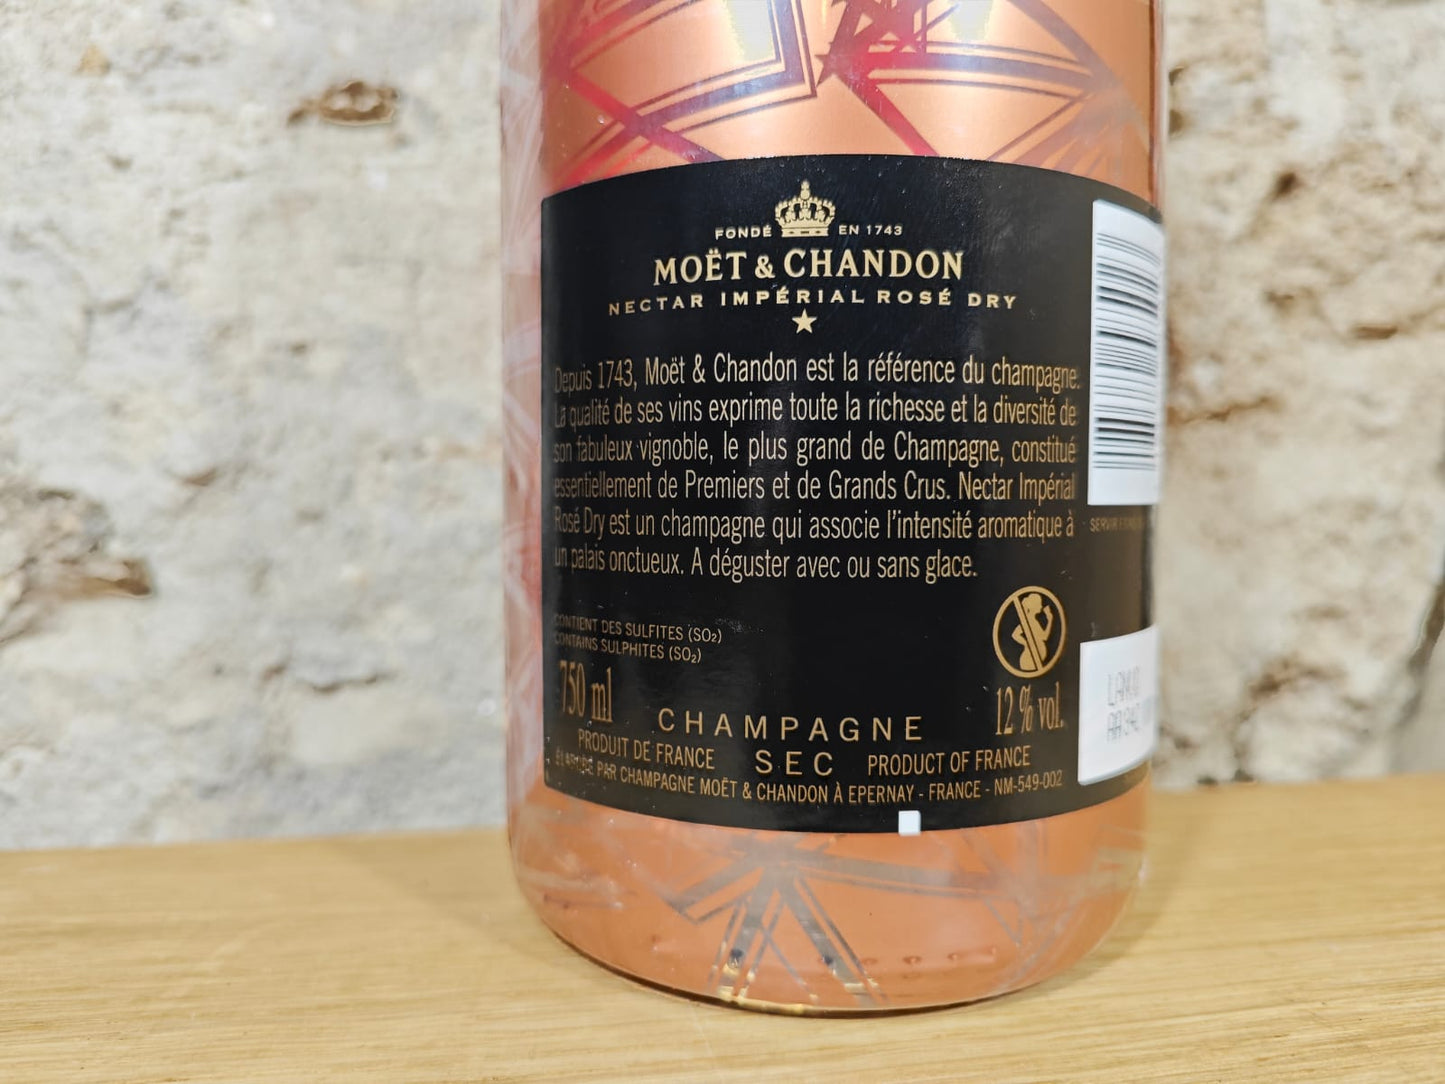 FONDÉ EN 1743
MOËT & CHANDON
NECTAR IMPÉRIAL ROSÉ DRY
Depuis 1743, Moët & Chandon est la référence du champagne.
La qualité de ses vins exprime toute la richesse et la diversité de
son fabuleux vignoble, le plus grand de Champagne, constitué
essentiellement de Premiers et de Grands Crus. Nectar Impérial
Rosé Dry est un champagne qui associe l'intensité aromatique à
un palais onctueux. A déguster avec ou sans glace.
SERVIR
CONTIENT DES SULFITES (SO₂)
CONTAINS SULPHITES (SO₂)
750 ml
12 % vol.
CHAMPAGNE
PRODUIT DE FRANCE SEC PRODUCT OF FRANCE
ÉLABORÉ PAR CHAMPAGNE MOËT & CHANDON À EPERNAY - FRANCE - NM-549-002